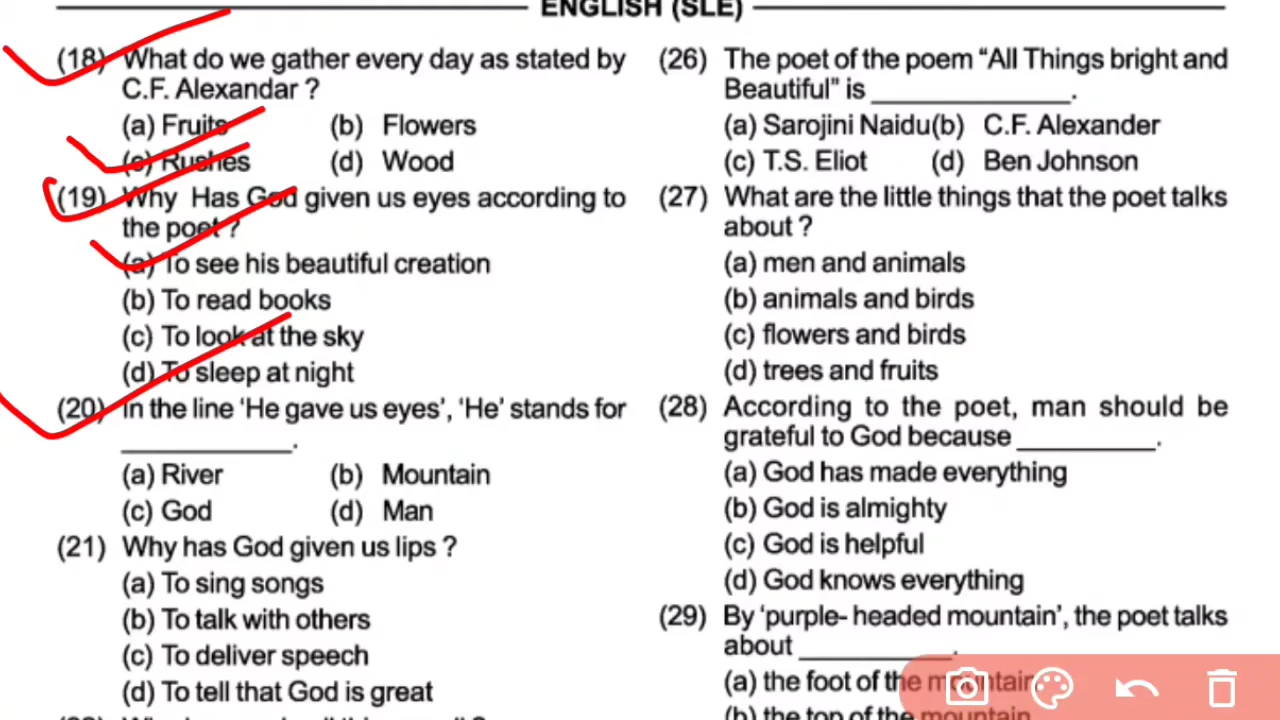 ENGLISH (SLE)
(18) What do we gather every day as stated by
C.F. Alexandar ?
(a) Fruits (b) Flowers
(c) Rushes (d) Wood
(19) Why Has God given us eyes according to
the poet ?
(a) To see his beautiful creation
(b) To read books
(c) To look at the sky
(d) To sleep at night
(20) In the line ‘He gave us eyes’, ‘He’ stands for
____________.
(a) River (b) Mountain
(c) God (d) Man
(21) Why has God given us lips ?
(a) To sing songs
(b) To talk with others
(c) To deliver speech
(d) To tell that God is great
(26) The poet of the poem “All Things bright and
Beautiful” is ______________.
(a) Sarojini Naidu(b) C.F. Alexander
(c) T.S. Eliot (d) Ben Johnson
(27) What are the little things that the poet talks
about ?
(a) men and animals
(b) animals and birds
(c) flowers and birds
(d) trees and fruits
(28) According to the poet, man should be
grateful to God because __________.
(a) God has made everything
(b) God is almighty
(c) God is helpful
(d) God knows everything
(29) By ‘purple- headed mountain’, the poet talks
about ___________.
(a) the foot of the mountain
(b) the top of the mountain